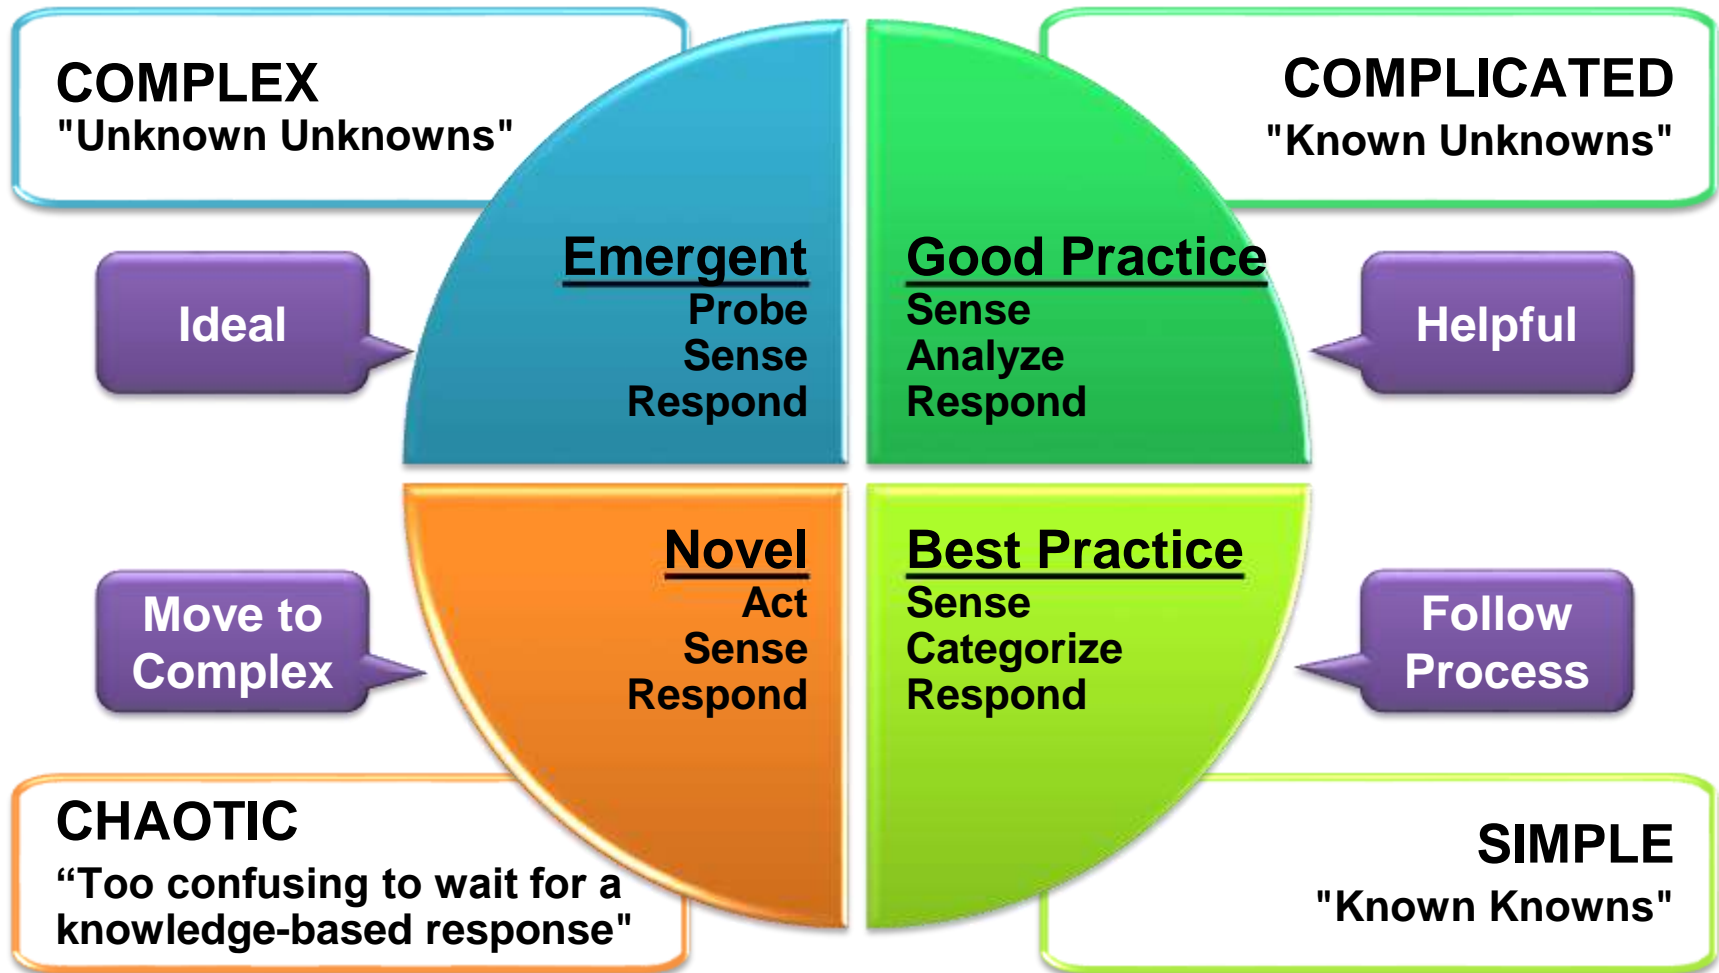 COMPLEX
"Unknown Unknowns"
COMPLICATED
"Known Unknowns"
Ideal
Emergent
Probe
Sense
Respond
Good Practice
Sense
Analyze
Respond
Helpful
Move to
Complex
Novel
Act
Sense
Respond
Best Practice
Sense
Categorize
Respond
Follow
Process
CHAOTIC
“Too confusing to wait for a
knowledge-based response"
SIMPLE
"Known Knowns"